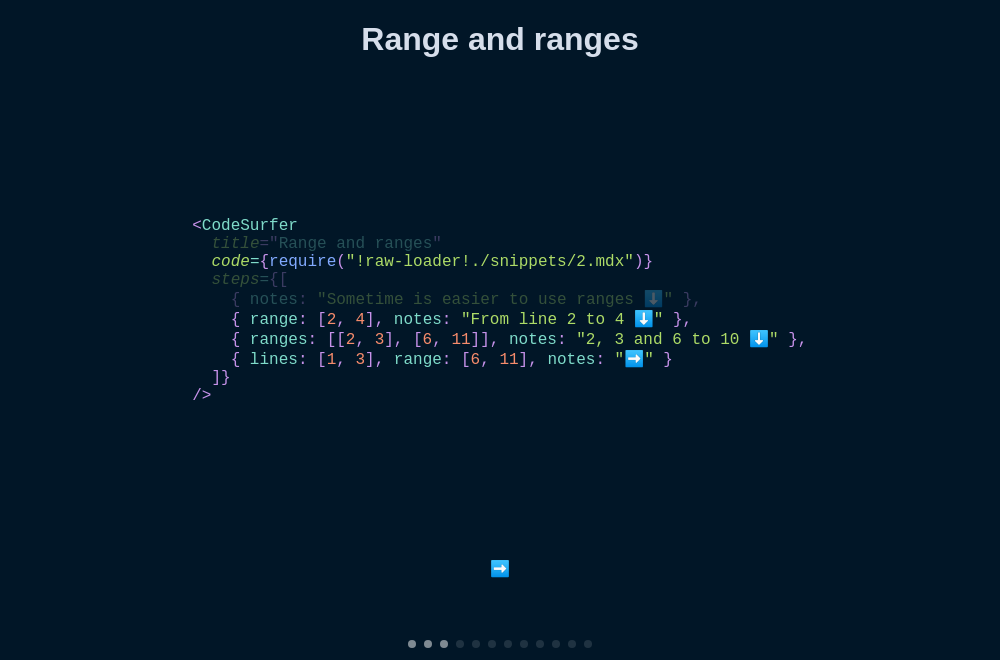 Range and ranges
<CodeSurfer
  title="Range and ranges"
  code={require("!raw-loader!./snippets/2.mdx")}
  steps={[
    { notes: "Sometime is easier to use ranges ⬇️" },
    { range: [2, 4], notes: "From line 2 to 4 ⬇️" },
    { ranges: [[2, 3], [6, 11]], notes: "2, 3 and 6 to 10 ⬇️" },
    { lines: [1, 3], range: [6, 11], notes: "➡️" }
  ]}
/>
➡️